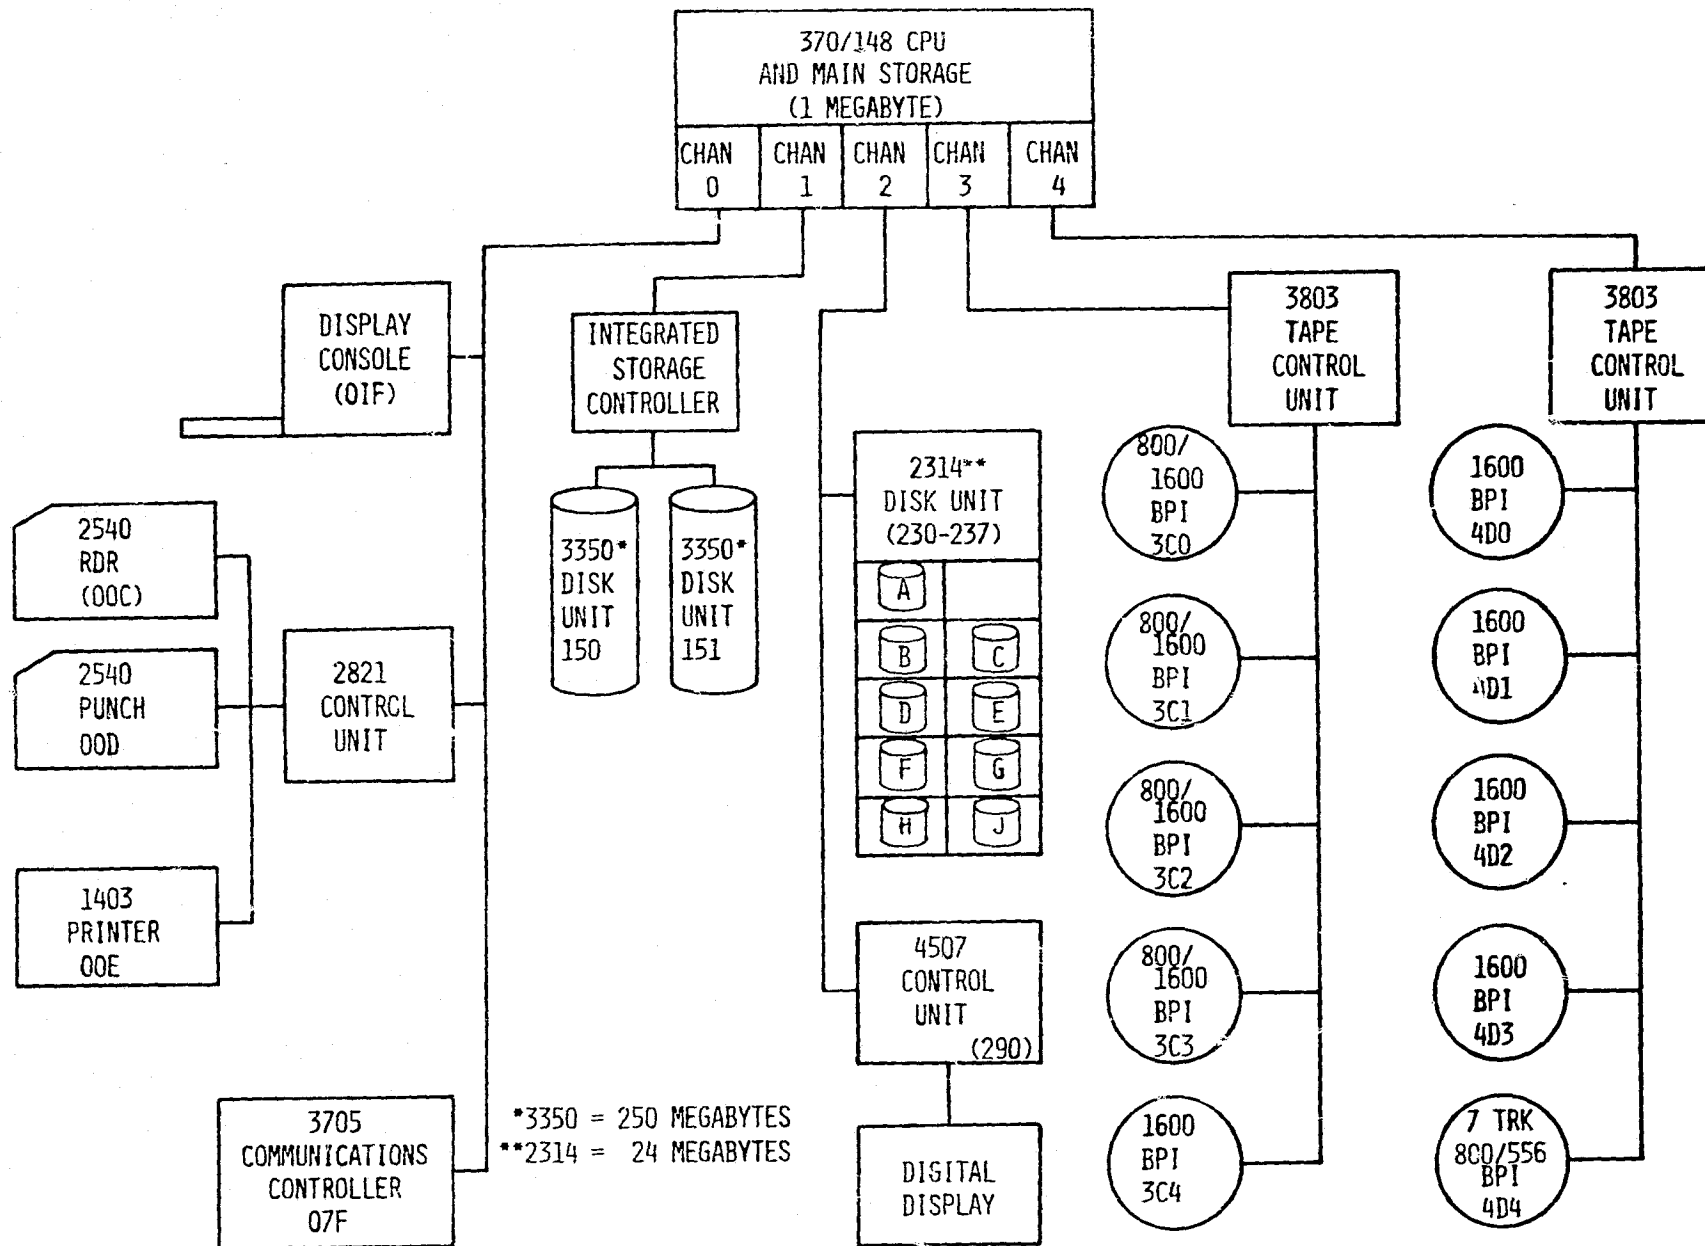 370/148 CPU
AND MAIN STORAGE
(1 MEGABYTE)
CHAN
0
CHAN
1
CHAN
2
CHAN
3
CHAN
4
DISPLAY
CONSOLE
(OIF)
2540
RDR
(OOC)
2540
PUNCH
OOD
1403
PRINTER
OOE
2821
CONTROL
UNIT
3705
COMMUNICATIONS
CONTROLLER
07F
INTEGRATED
STORAGE
CONTROLLER
3350*
DISK
UNIT
150
3350*
DISK
UNIT
151
*3350 = 250 MEGABYTES
**2314 = 24 MEGABYTES
2314**
DISK UNIT
(230-237)
A
B
C
D
E
F
G
H
J
4507
CONTROL
UNIT
(290)
DIGITAL
DISPLAY
3803
TAPE
CONTROL
UNIT
800/
1600
BPI
3C0
800/
1600
BPI
3C1
800/
1600
BPI
3C2
800/
1600
BPI
3C3
1600
BPI
3C4
3803
TAPE
CONTROL
UNIT
1600
BPI
4D0
1600
BPI
4D1
1600
BPI
4D2
1600
BPI
4D3
7 TRK
800/556
BPI
4D4